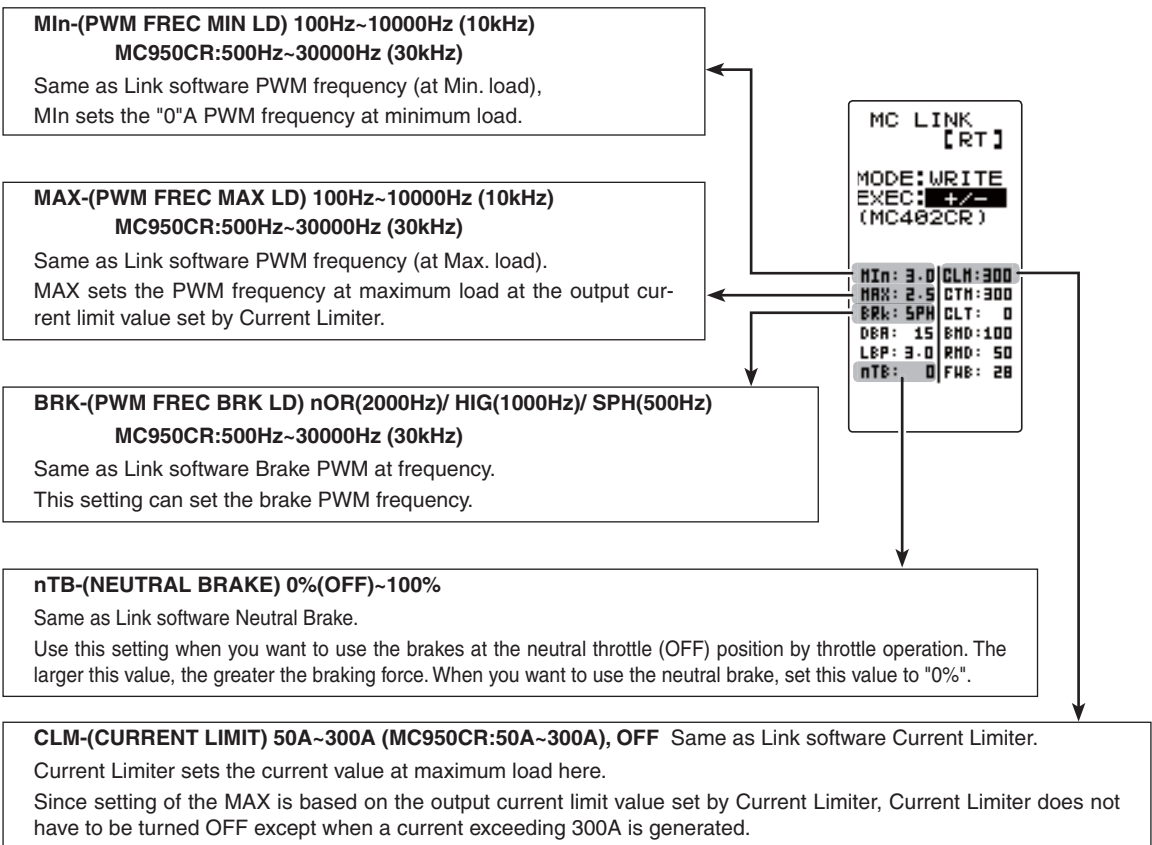 MIn-(PWM FREC MIN LD) 100Hz~10000Hz (10kHz)
MC950CR:500Hz~30000Hz (30kHz)
Same as Link software PWM frequency (at Min. load),
MIn sets the "0"A PWM frequency at minimum load.
MAX-(PWM FREC MAX LD) 100Hz~10000Hz (10kHz)
MC950CR:500Hz~30000Hz (30kHz)
Same as Link software PWM frequency (at Max. load).
MAX sets the PWM frequency at maximum load at the output cur-
rent limit value set by Current Limiter.
BRK-(PWM FREC BRK LD) nOR(2000Hz)/ HIG(1000Hz)/ SPH(500Hz)
MC950CR:500Hz~30000Hz (30kHz)
Same as Link software Brake PWM at frequency.
This setting can set the brake PWM frequency.
MC LINK
[RT]
MODE:WRITE
EXEC: +/-
(MC402CR)
MIn: 3.0 CLM:300
MAX: 2.5 CTM:300
BRk: SPH CLT: 0
DBA: 15 BMD:100
LBP: 3.0 RMD: 50
nTB: 0 FWB: 28
nTB-(NEUTRAL BRAKE) 0%(OFF)~100%
Same as Link software Neutral Brake.
Use this setting when you want to use the brakes at the neutral throttle (OFF) position by throttle operation. The
larger this value, the greater the braking force. When you want to use the neutral brake, set this value to "0%".
CLM-(CURRENT LIMIT) 50A~300A (MC950CR:50A~300A), OFF Same as Link software Current Limiter.
Current Limiter sets the current value at maximum load here.
Since setting of the MAX is based on the output current limit value set by Current Limiter, Current Limiter does not
have to be turned OFF except when a current exceeding 300A is generated.